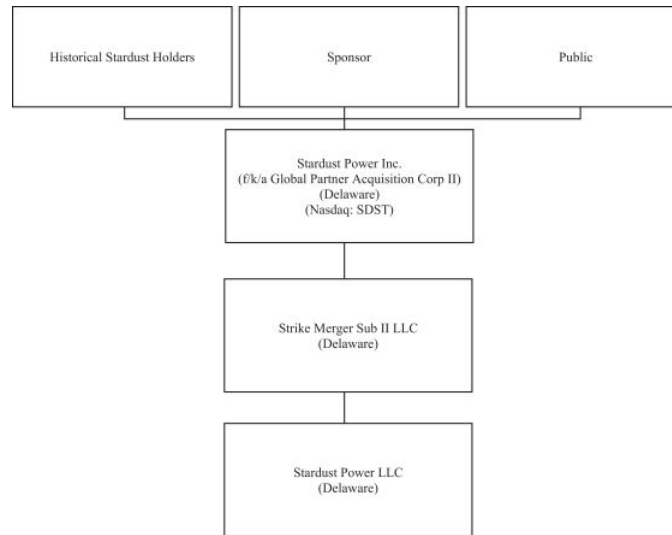 Historical Stardust Holders
Sponsor
Public
Stardust Power Inc.
(f/k/a Global Partner Acquisition Corp II)
(Delaware)
(Nasdaq: SDST)
Strike Merger Sub II LLC
(Delaware)
Stardust Power LLC
(Delaware)